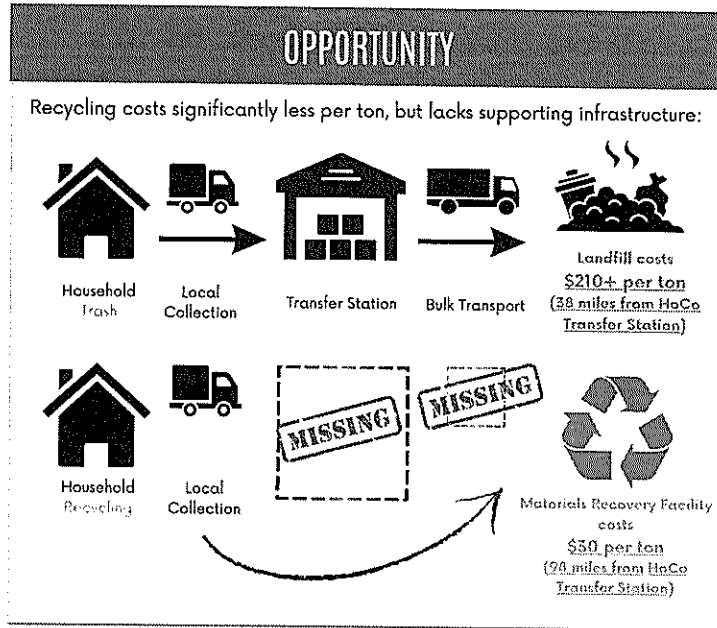 OPPORTUNITY
Recycling costs significantly less per ton, but lacks supporting infrastructure:
Household
Trash
Local
Collection
Transfer Station
Bulk Transport
Landfill costs
$210+ per ton
(38 miles from HoCo
Transfer Station)
MISSING
MISSING
Household
Recycling
Local
Collection
Materials Recovery Facility
costs
$30 per ton
(98 miles from HoCo
Transfer Station)